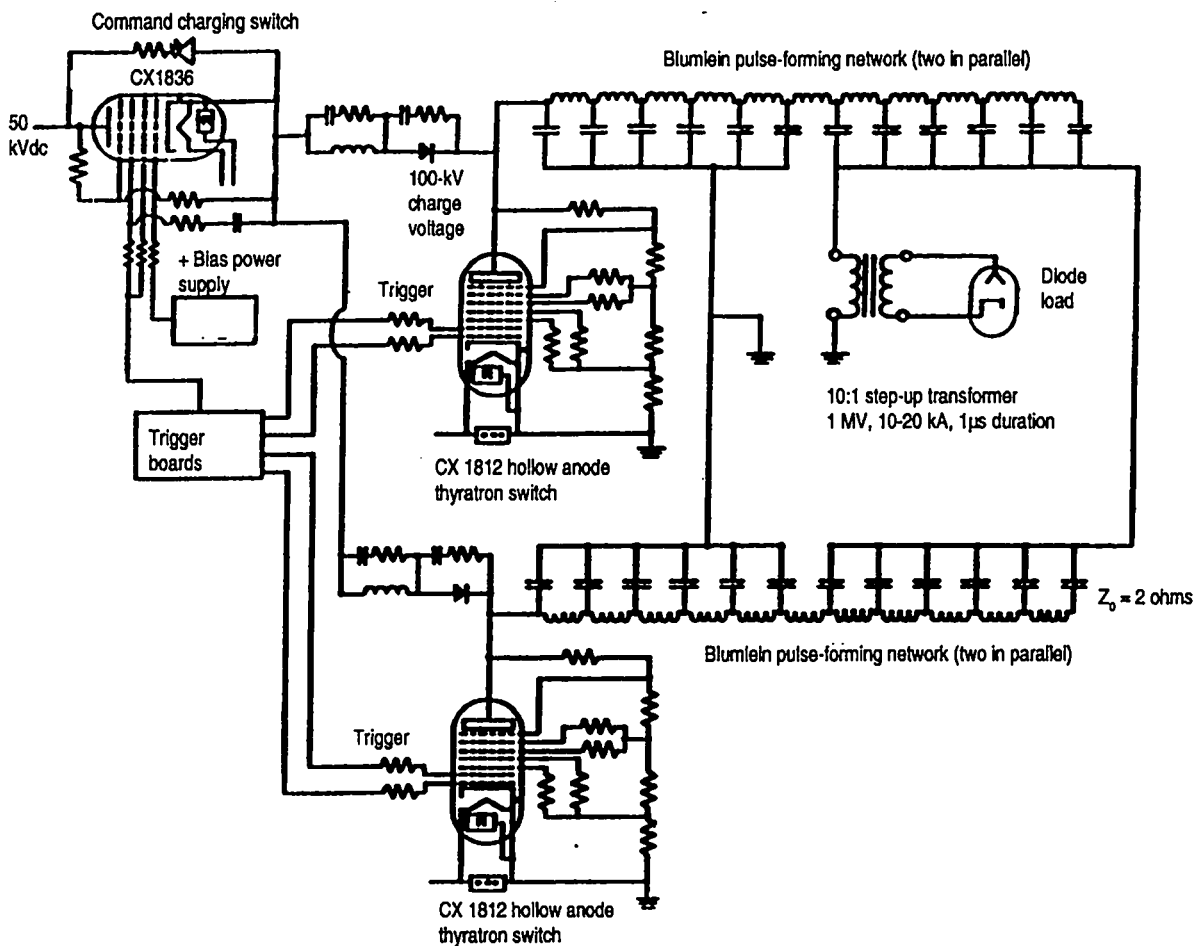 Command charging switch
CX1836
Blumlein pulse-forming network (two in parallel)
50
kVdc
100-kV
charge
voltage
+ Bias power
supply
Trigger
Diode
load
10:1 step-up transformer
1 MV, 10-20 kA, 1μs duration
Trigger
boards
CX 1812 hollow anode
thyratron switch
Z₀ = 2 ohms
Blumlein pulse-forming network (two in parallel)
Trigger
CX 1812 hollow anode
thyratron switch